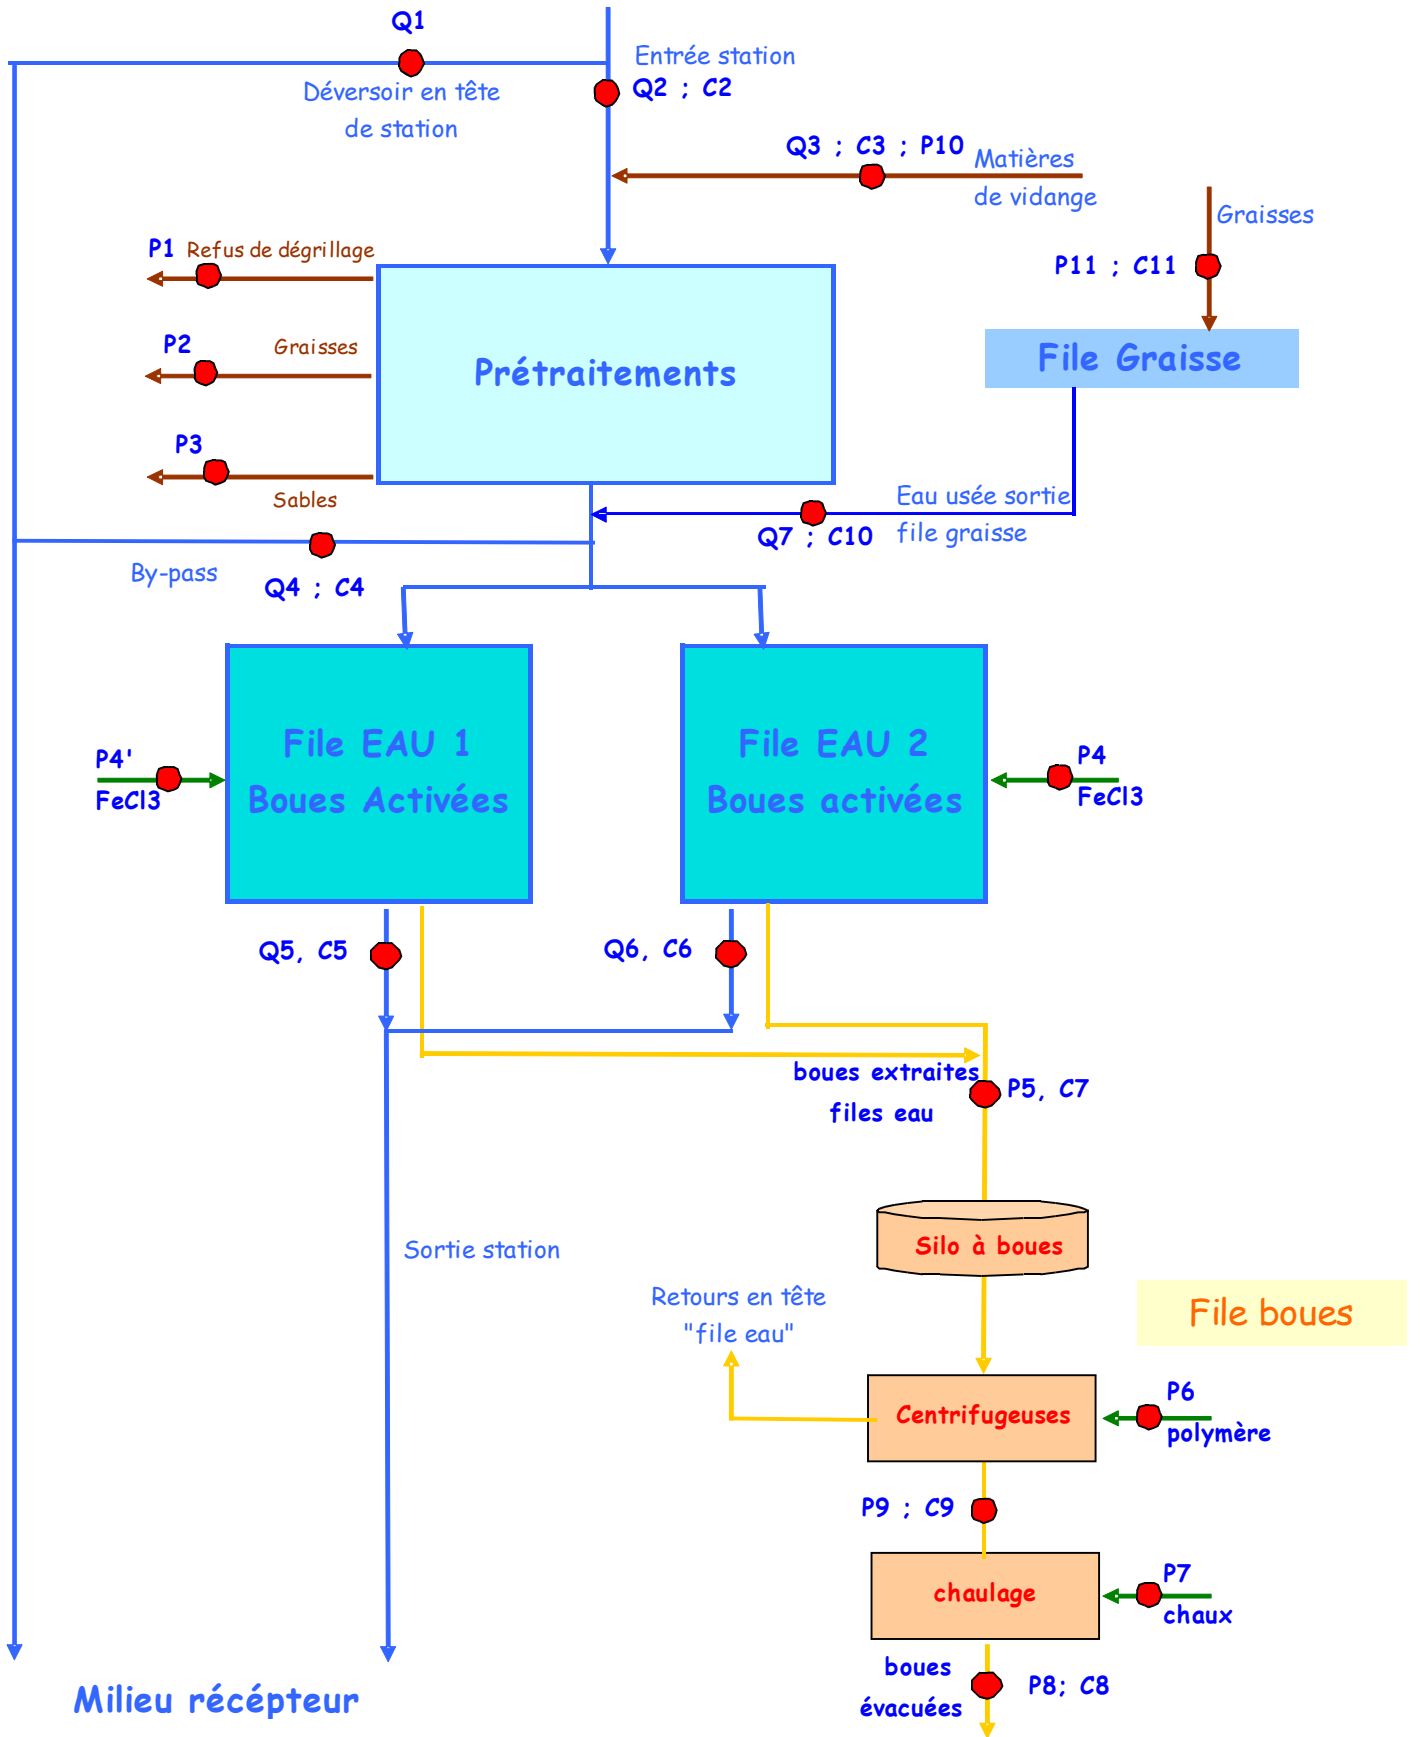 Q1
Entrée station
Q2 ; C2
Déversoir en tête
de station
Q3 ; C3 ; P10
Matières
de vidange
Graisses
P11 ; C11
P1 Refus de dégrillage
P2 Graisses
P3
Sables
Prétraitements
File Graisse
Eau usée sortie
file graisse
Q7 ; C10
By-pass
Q4 ; C4
File EAU 1
Boues Activées
File EAU 2
Boues activées
P4'
FeCl3
P4
FeCl3
Q5, C5
Q6, C6
boues extraites
files eau
P5, C7
Sortie station
Silo à boues
Retours en tête
"file eau"
File boues
Centrifugeuses
P6
polymère
P9 ; C9
chaulage
P7
chaux
boues
évacuées
P8; C8
Milieu récépteur